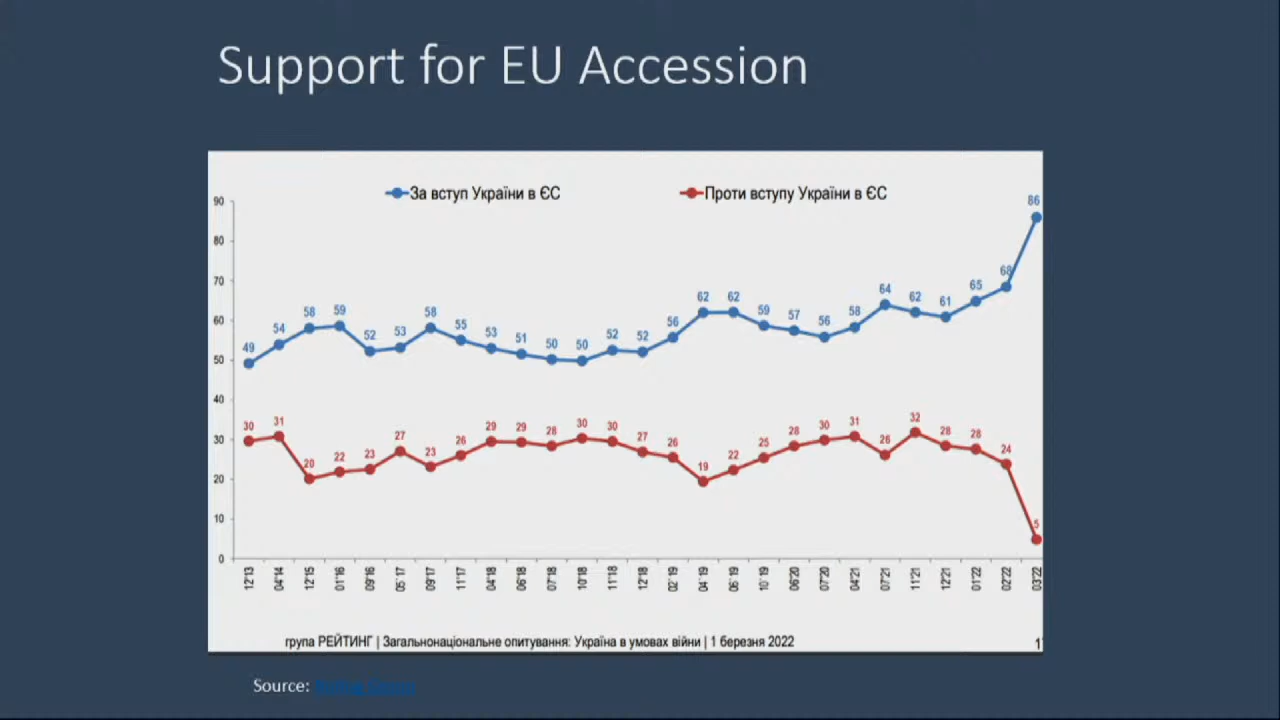 Support for EU Accession
За вступ України в ЄС
Проти вступу України в ЄС
90
80
70
60
50
40
30
20
10
0
49 54 58 59 52 53 58 55 53 51 50 50 52 52 56 62 62 59 57 56 58 64 62 61 65 68 86
30 31 20 22 23 27 23 26 29 29 28 30 30 27 26 19 22 25 28 30 31 26 32 28 28 24 5
12'13 04'14 12'15 01'16 09'16 05'17 09'17 11'17 04'18 06'18 07'18 10'18 11'18 12'18 02'19 04'19 06'19 10'19 06'20 07'20 04'21 07'21 11'21 12'21 01'22 02'22 03'22
група РЕЙТИНГ | Загальнонаціональне опитування: Україна в умовах війни | 1 березня 2022
Source: